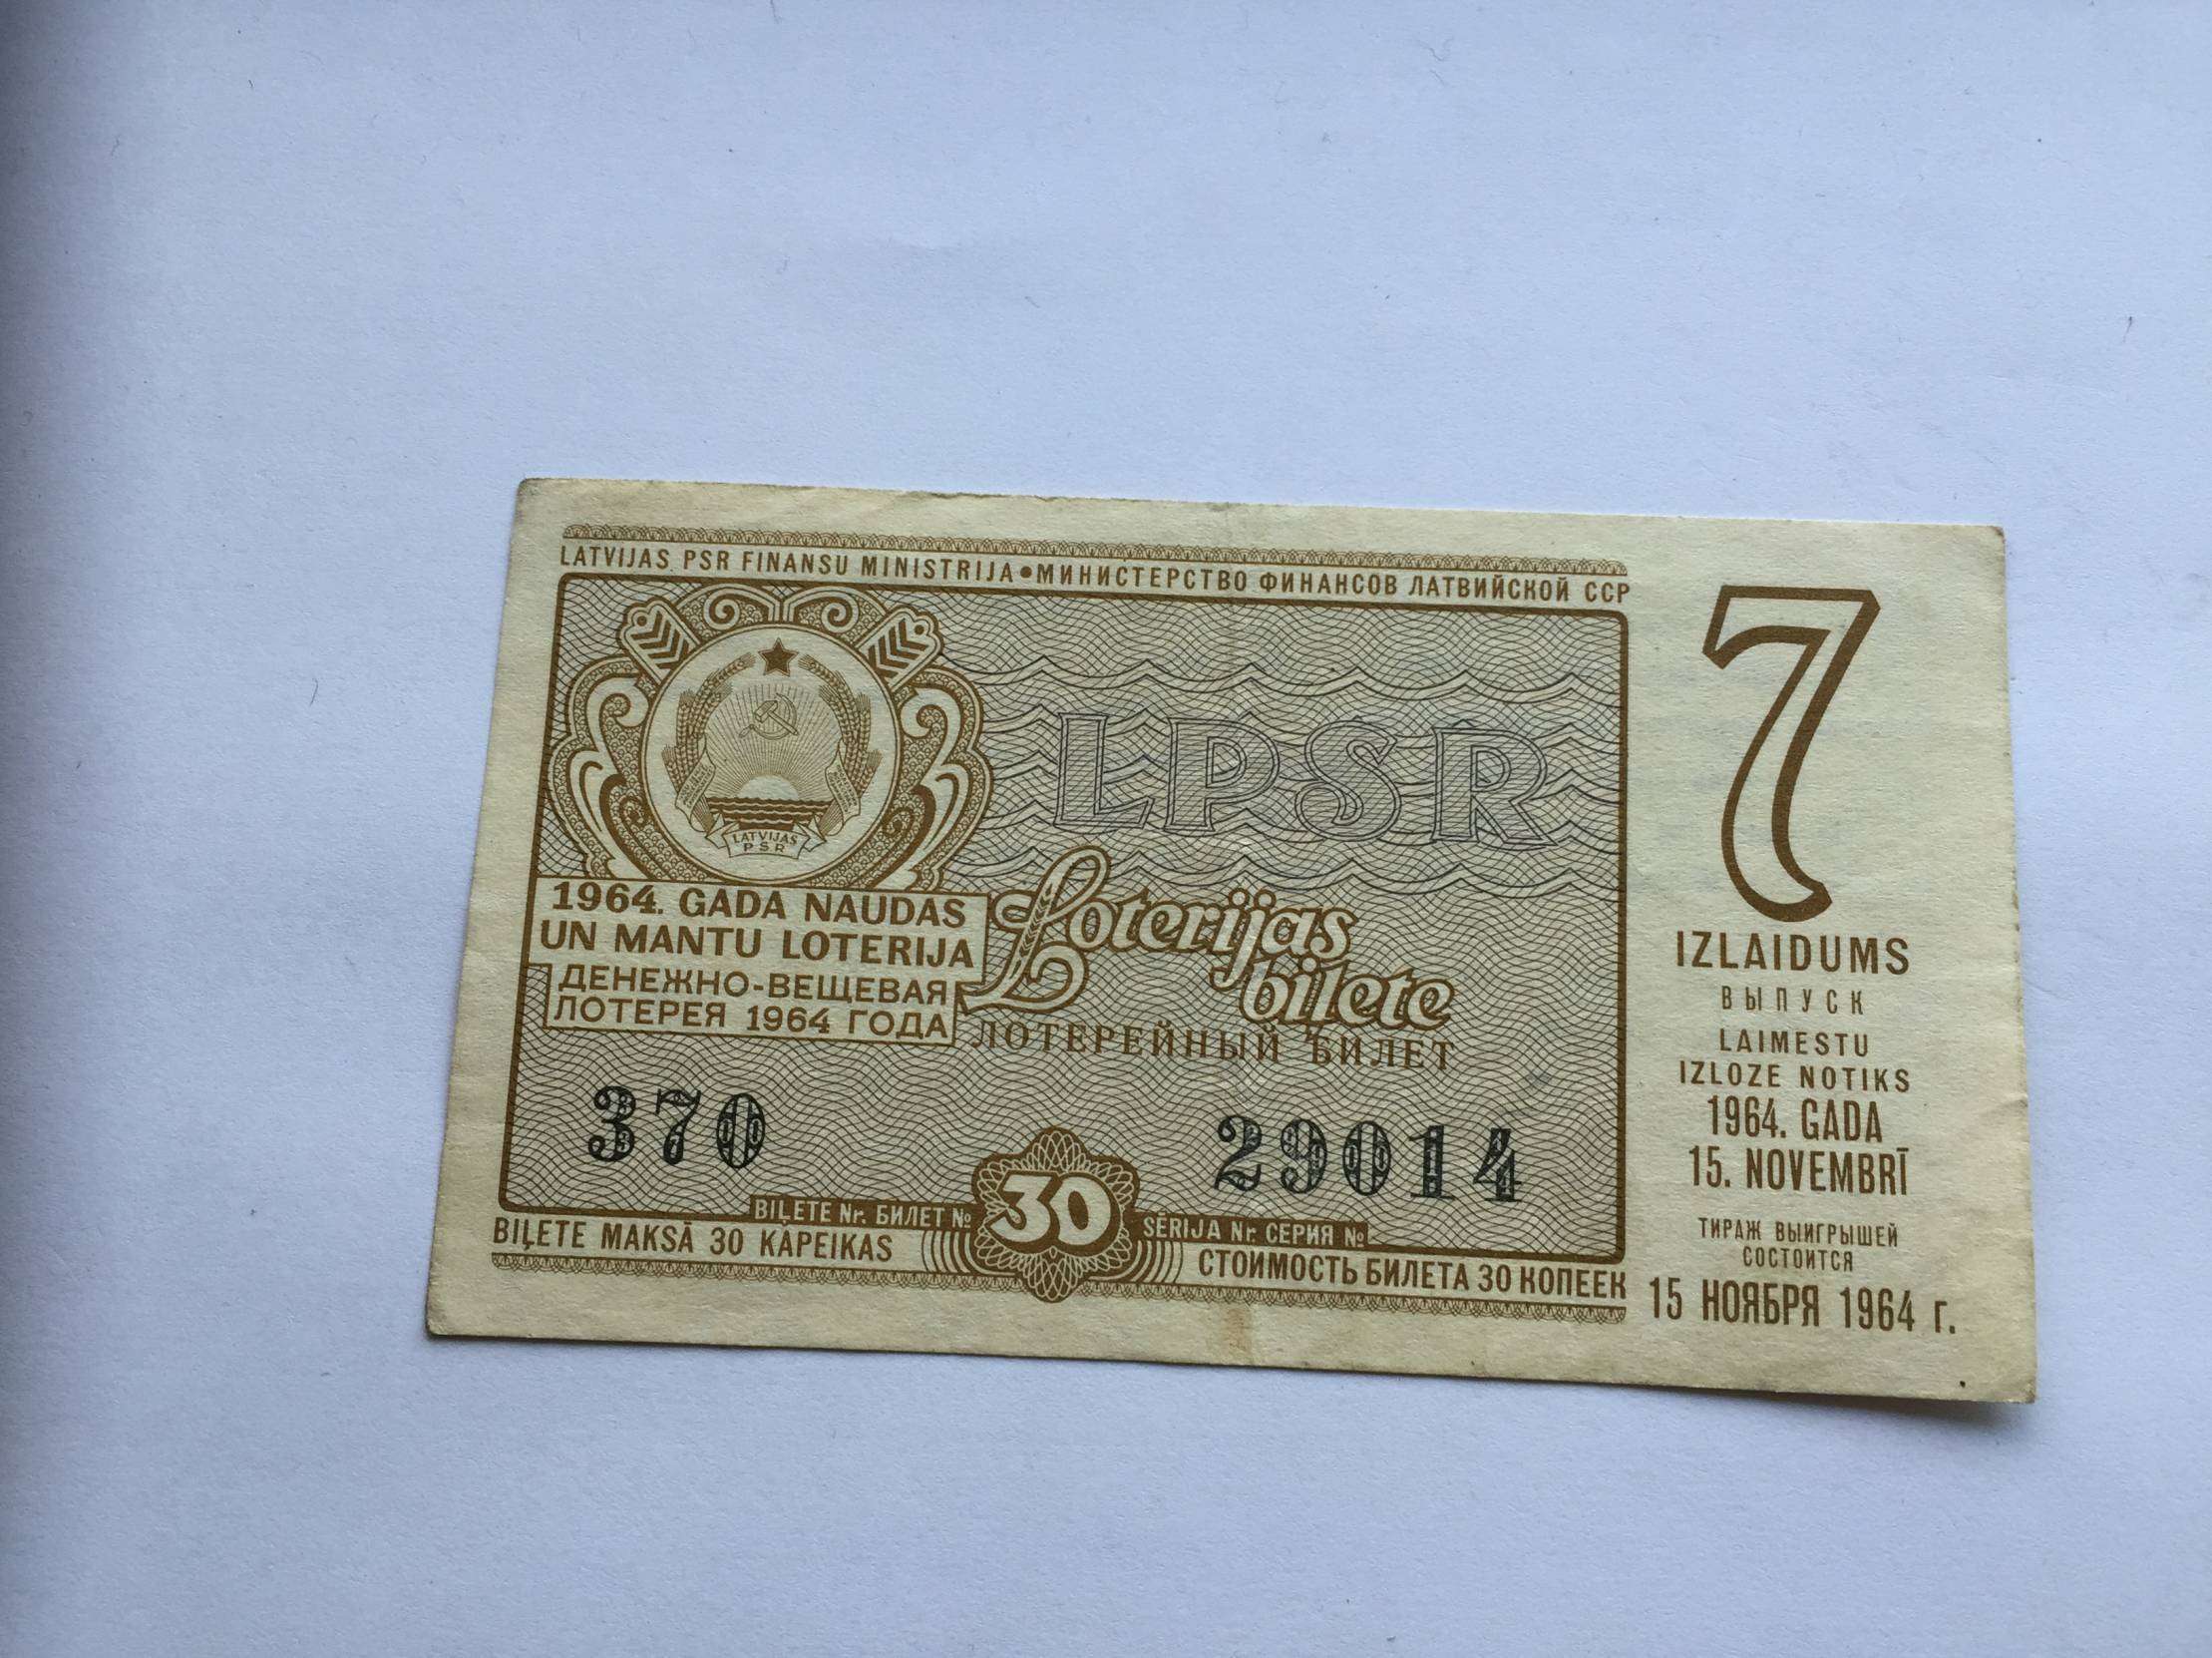 LATVIJAS PSR FINANSU MINISTRIJA•МИНИСТЕРСТВО ФИНАНСОВ ЛАТВИЙСКОЙ ССР
LATVIJAS
PSR
LPSR
1964. GADA NAUDAS
UN MANTU LOTERIJA
ДЕНЕЖНО-ВЕЩЕВАЯ
ЛОТЕРЕЯ 1964 ГОДА
Loterijas
biļete
ЛОТЕРЕЙНЫЙ БИЛЕТ
370
29014
BIĻETE Nr. БИЛЕТ №
30
SĒRIJA Nr. СЕРИЯ №
BIĻETE MAKSĀ 30 KAPEIKAS
СТОИМОСТЬ БИЛЕТА 30 КОПЕЕК
7
IZLAIDUMS
ВЫПУСК
LAIMESTU
IZLOZE NOTIKS
1964. GADA
15. NOVEMBRĪ
ТИРАЖ ВЫИГРЫШЕЙ
СОСТОИТСЯ
15 НОЯБРЯ 1964 г.